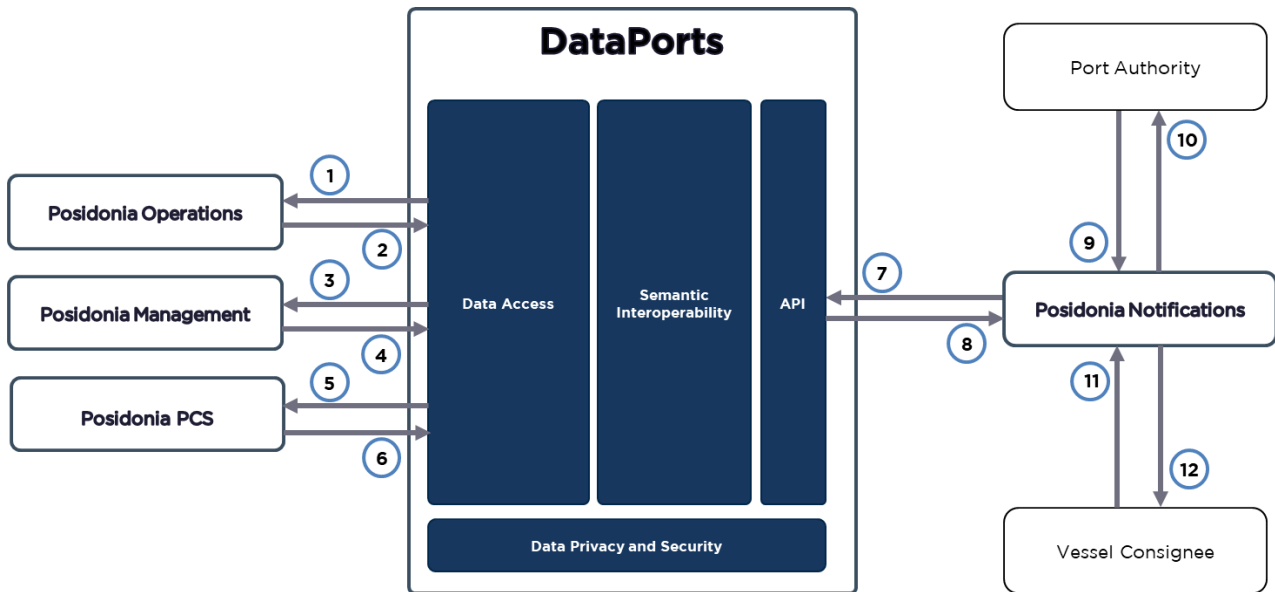 DataPorts
Port Authority
10
1
Posidonia Operations
2
9
3
7
Data Access
Semantic
Interoperability
API
Posidonia Management
Posidonia Notifications
4
8
5
11
Posidonia PCS
6
12
Data Privacy and Security
Vessel Consignee